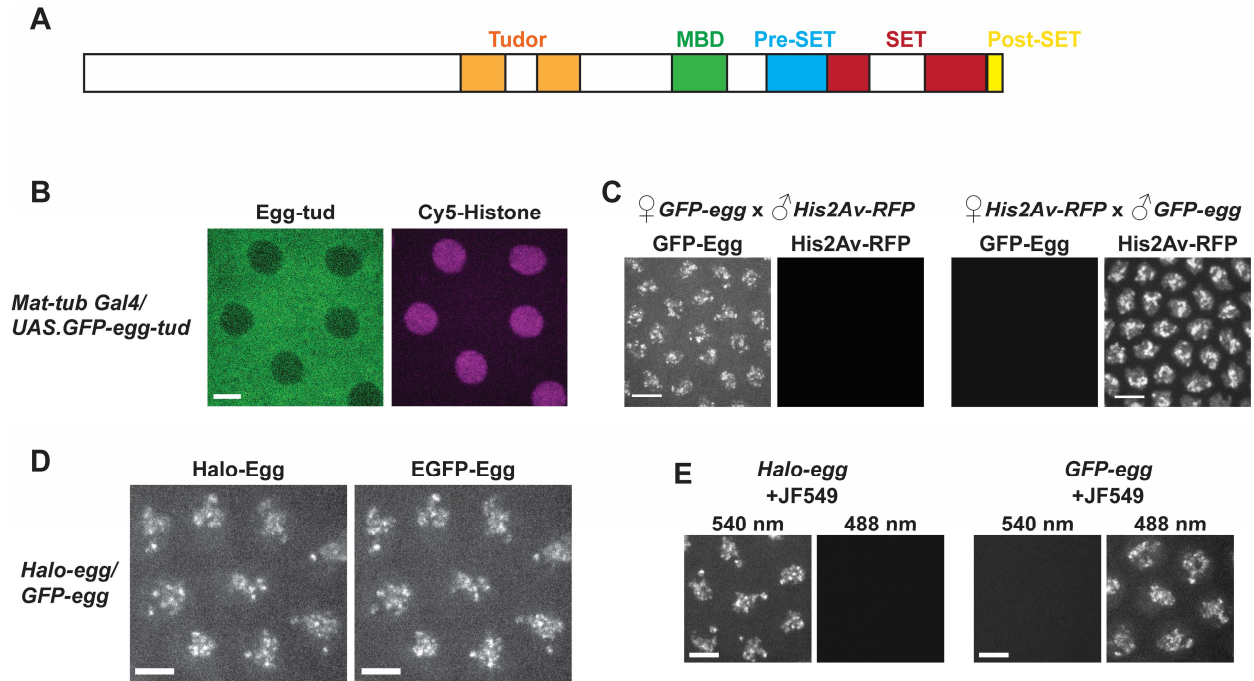 A
Tudor MBD Pre-SET SET Post-SET
B
Egg-tud Cy5-Histone
Mat-tub Gal4/
UAS.GFP-egg-tud
C
♀GFP-egg x ♂His2Av-RFP ♀His2Av-RFP x ♂GFP-egg
GFP-Egg His2Av-RFP GFP-Egg His2Av-RFP
D
Halo-Egg EGFP-Egg
Halo-egg/
GFP-egg
E
Halo-egg GFP-egg
+JF549 +JF549
540 nm 488 nm 540 nm 488 nm